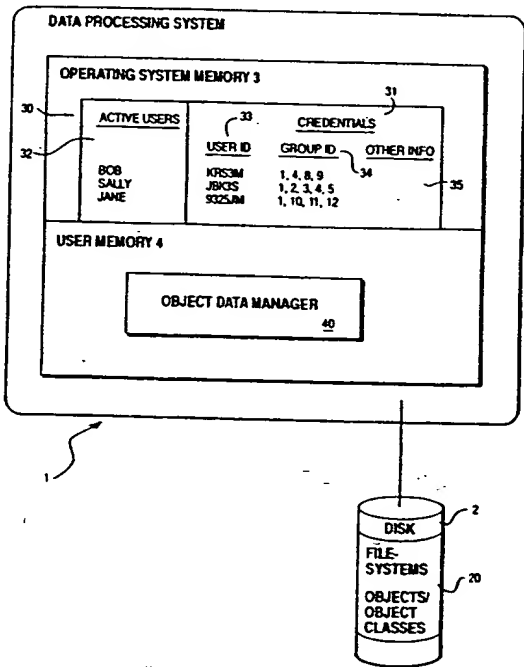 DATA PROCESSING SYSTEM
OPERATING SYSTEM MEMORY 3
31
30
ACTIVE USERS
33
CREDENTIALS
32
USER ID
GROUP ID
OTHER INFO
34
BOB
KRS3M
1, 4, 8, 9
35
SALLY
JBK3S
1, 2, 3, 4, 5
JANE
9325JM
1, 10, 11, 12
USER MEMORY 4
OBJECT DATA MANAGER
40
1
2
DISK
FILE-
SYSTEMS
20
OBJECTS/
OBJECT
CLASSES